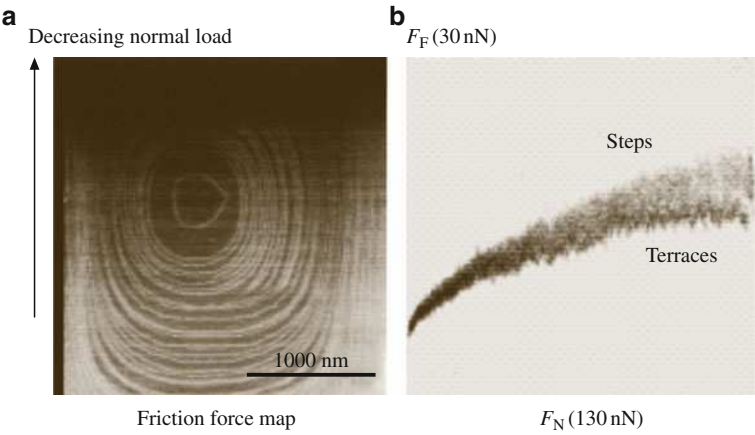 a
Decreasing normal load
1000 nm
Friction force map
b
F_F (30 nN)
Steps
Terraces
F_N (130 nN)